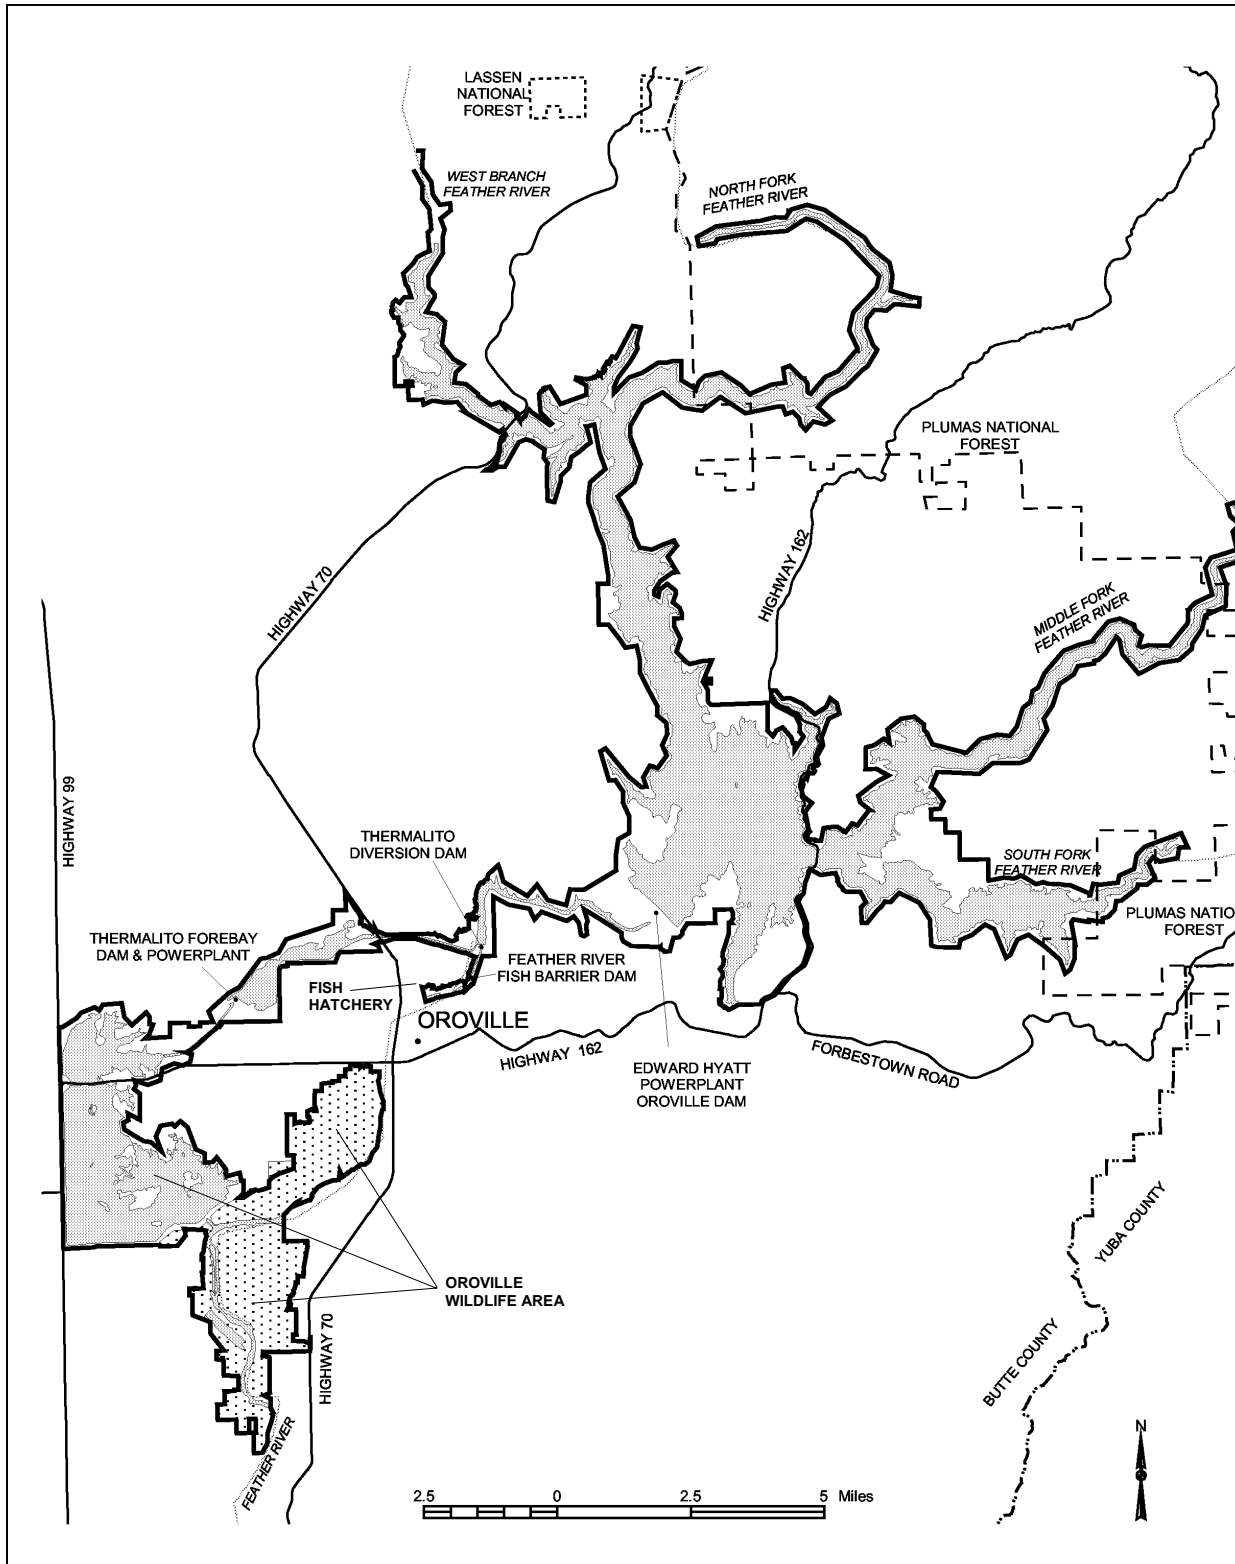 LASSEN
NATIONAL
FOREST
WEST BRANCH
FEATHER RIVER
NORTH FORK
FEATHER RIVER
PLUMAS NATIONAL
FOREST
HIGHWAY 70
HIGHWAY 162
MIDDLE FORK
FEATHER RIVER
HIGHWAY 99
THERMALITO
DIVERSION DAM
SOUTH FORK
FEATHER RIVER
PLUMAS NATIO
FOREST
THERMALITO FOREBAY
DAM & POWERPLANT
FEATHER RIVER
FISH BARRIER DAM
FISH
HATCHERY
OROVILLE
HIGHWAY 162
FORBESTOWN ROAD
EDWARD HYATT
POWERPLANT
OROVILLE DAM
YUBA COUNTY
BUTTE COUNTY
OROVILLE
WILDLIFE AREA
HIGHWAY 70
FEATHER RIVER
N
2.5 0 2.5 5 Miles